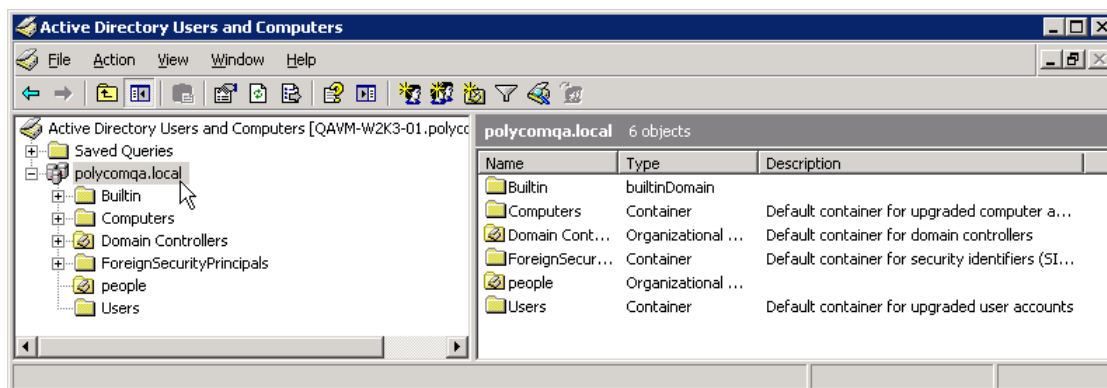 Active Directory Users and Computers
File Action View Window Help
Active Directory Users and Computers [QAVM-W2K3-01.polycc
Saved Queries
polycomqa.local
Builtin
Computers
Domain Controllers
ForeignSecurityPrincipals
people
Users
polycomqa.local 6 objects
Name Type Description
Builtin builtinDomain
Computers Container Default container for upgraded computer a...
Domain Cont... Organizational ... Default container for domain controllers
ForeignSecur... Container Default container for security identifiers (SI...
people Organizational ...
Users Container Default container for upgraded user accounts